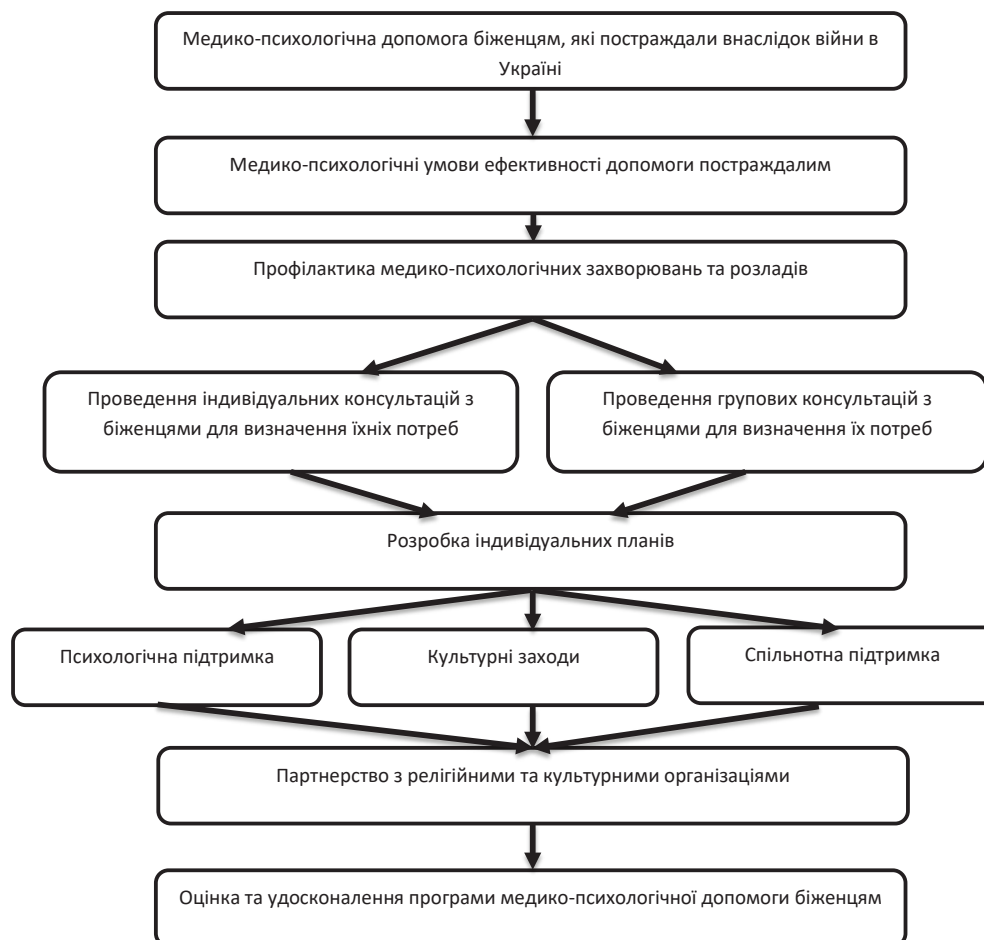 Медико-психологічна допомога біженцям, які постраждали внаслідок війни в
Україні
Медико-психологічні умови ефективності допомоги постраждалим
Профілактика медико-психологічних захворювань та розладів
Проведення індивідуальних консультацій з
біженцями для визначення їхніх потреб
Проведення групових консультацій з
біженцями для визначення їх потреб
Розробка індивідуальних планів
Психологічна підтримка
Культурні заходи
Спільнотна підтримка
Партнерство з релігійними та культурними організаціями
Оцінка та удосконалення програми медико-психологічної допомоги біженцям